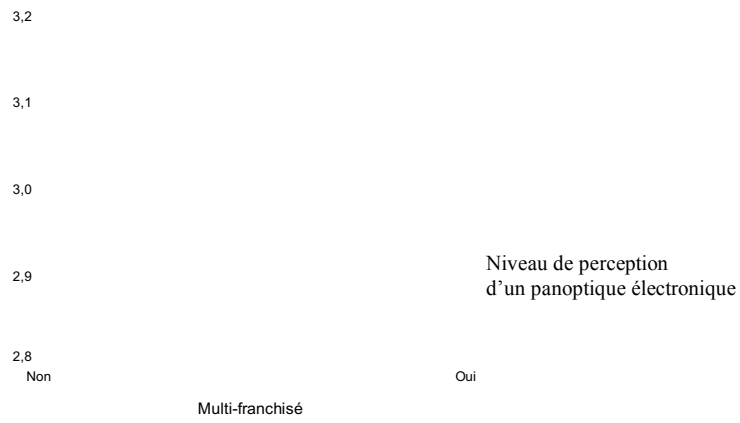 3,2
3,1
3,0
Niveau de perception
d’un panoptique électronique
2,9
2,8
Non
Oui
Multi-franchisé